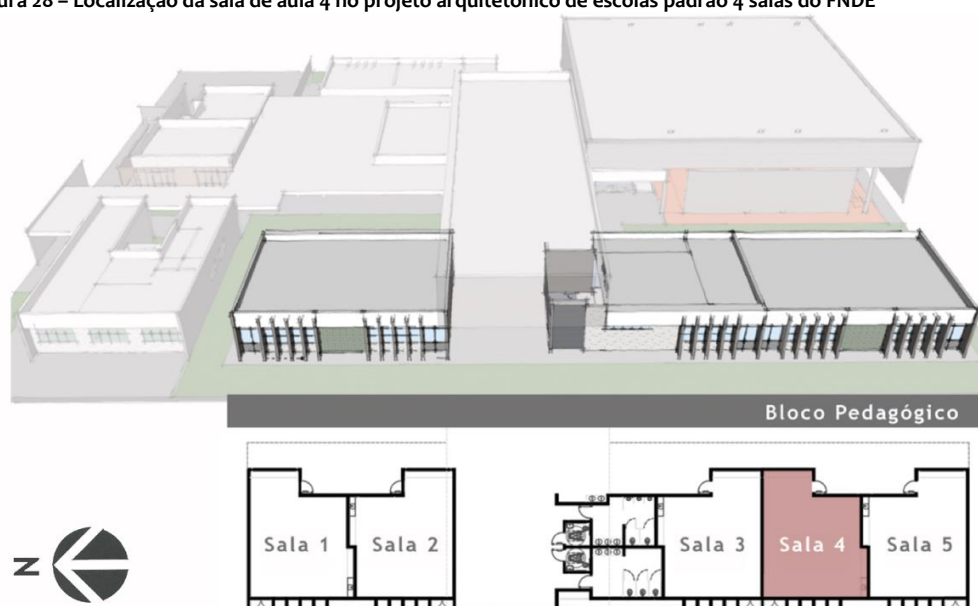 ura 28 – Localização da sala de aula 4 no projeto arquitetônico de escolas padrão 4 salas do FNDE
Bloco Pedagógico
Sala 1 Sala 2 Sala 3 Sala 4 Sala 5
N